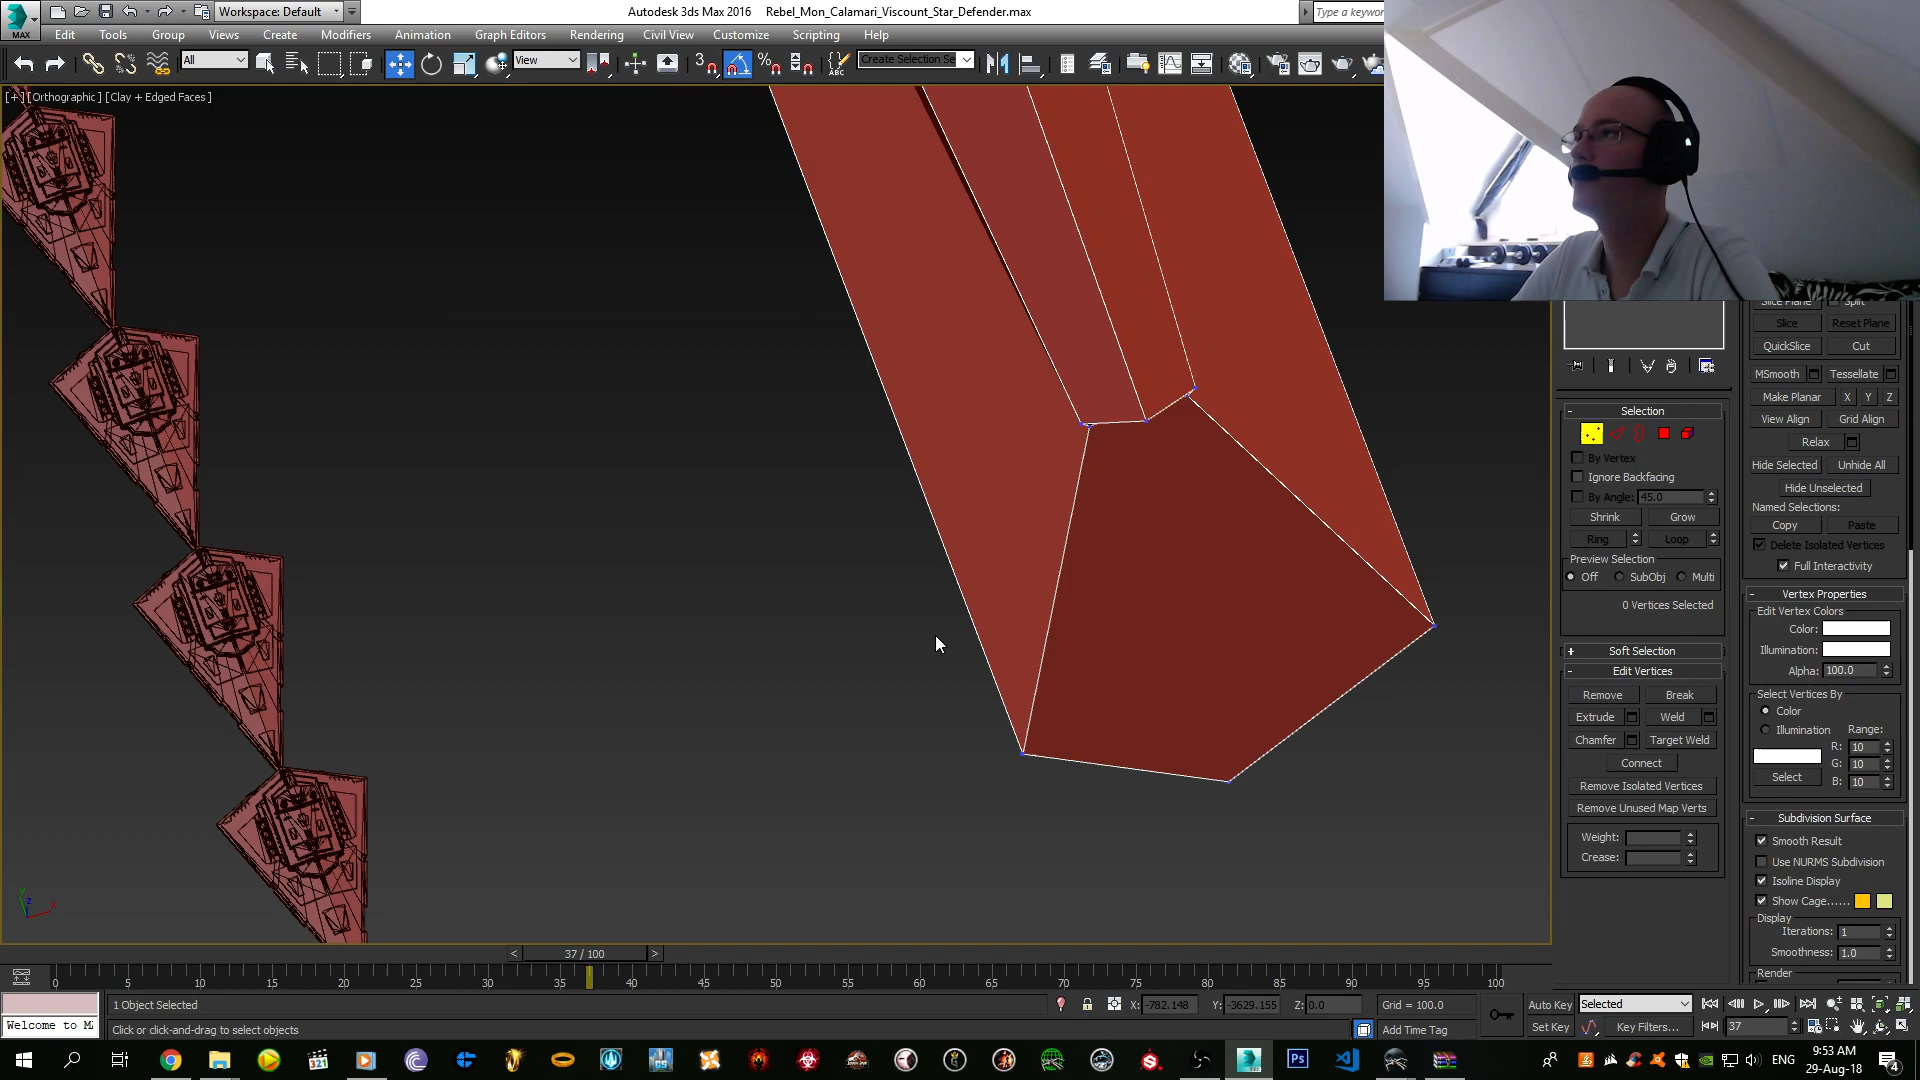 Workspace: Default
Autodesk 3ds Max 2016 Rebel_Mon_Calamari_Viscount_Star_Defender.max
Type a keywor
MAX
Edit Tools Group Views Create Modifiers Animation Graph Editors Rendering Civil View Customize Scripting Help
All
View
3
Create Selection Se
[+] [Orthographic ] [Clay + Edged Faces ]
Slice Plane Split
Slice Reset Plane
QuickSlice Cut
MSmooth Tessellate
Make Planar X Y Z
View Align Grid Align
Relax
Hide Selected Unhide All
Hide Unselected
Named Selections:
Copy Paste
Delete Isolated Vertices
Full Interactivity
- Vertex Properties
Edit Vertex Colors
Color:
Illumination:
Alpha: 100.0
Select Vertices By
Color
Illumination Range:
R: 10
G: 10
B: 10
Select
- Subdivision Surface
Smooth Result
Use NURMS Subdivision
Isoline Display
Show Cage......
Display
Iterations: 1
Smoothness: 1.0
Render
- Selection
By Vertex
Ignore Backfacing
By Angle: 45.0
Shrink Grow
Ring Loop
Preview Selection
Off SubObj Multi
0 Vertices Selected
+ Soft Selection
- Edit Vertices
Remove Break
Extrude Weld
Chamfer Target Weld
Connect
Remove Isolated Vertices
Remove Unused Map Verts
Weight:
Crease:
< 37 / 100 >
0 5 10 15 20 25 30 35 40 45 50 55 60 65 70 75 80 85 90 95 100
1 Object Selected
X: -782.148 Y: -3629.155 Z: 0.0 Grid = 100.0
Auto Key Selected
Welcome to M
Click or click-and-drag to select objects
Add Time Tag
Set Key Key Filters... 37
ENG
9:53 AM
29-Aug-18
4